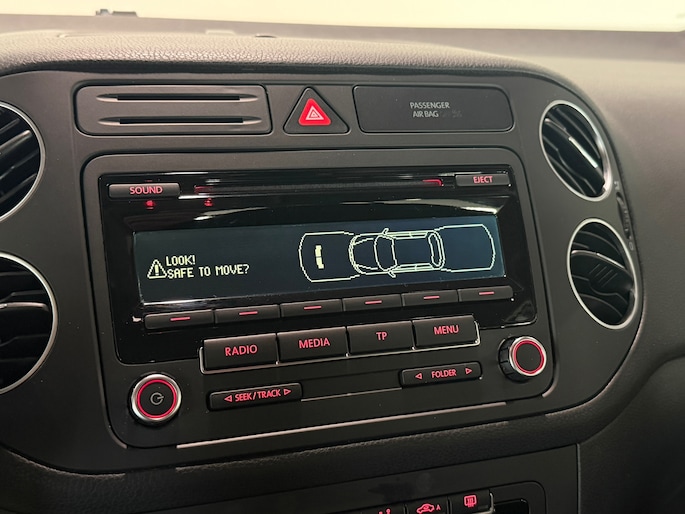 PASSENGER
AIR BAG
SOUND
EJECT
LOOK!
SAFE TO MOVE?
RADIO
MEDIA
TP
MENU
SEEK/TRACK
FOLDER
A